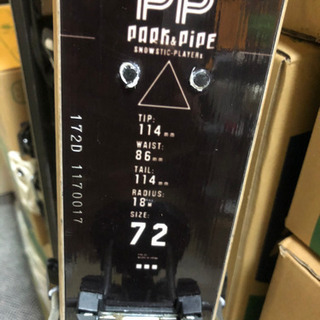 PP
PARK&PiPE
SNOWSTIC-PLAYERS
TIP:
114mm
WAIST:
86mm
TAIL:
114mm
RADIUS:
18m
SIZE:
72
172D 1170017